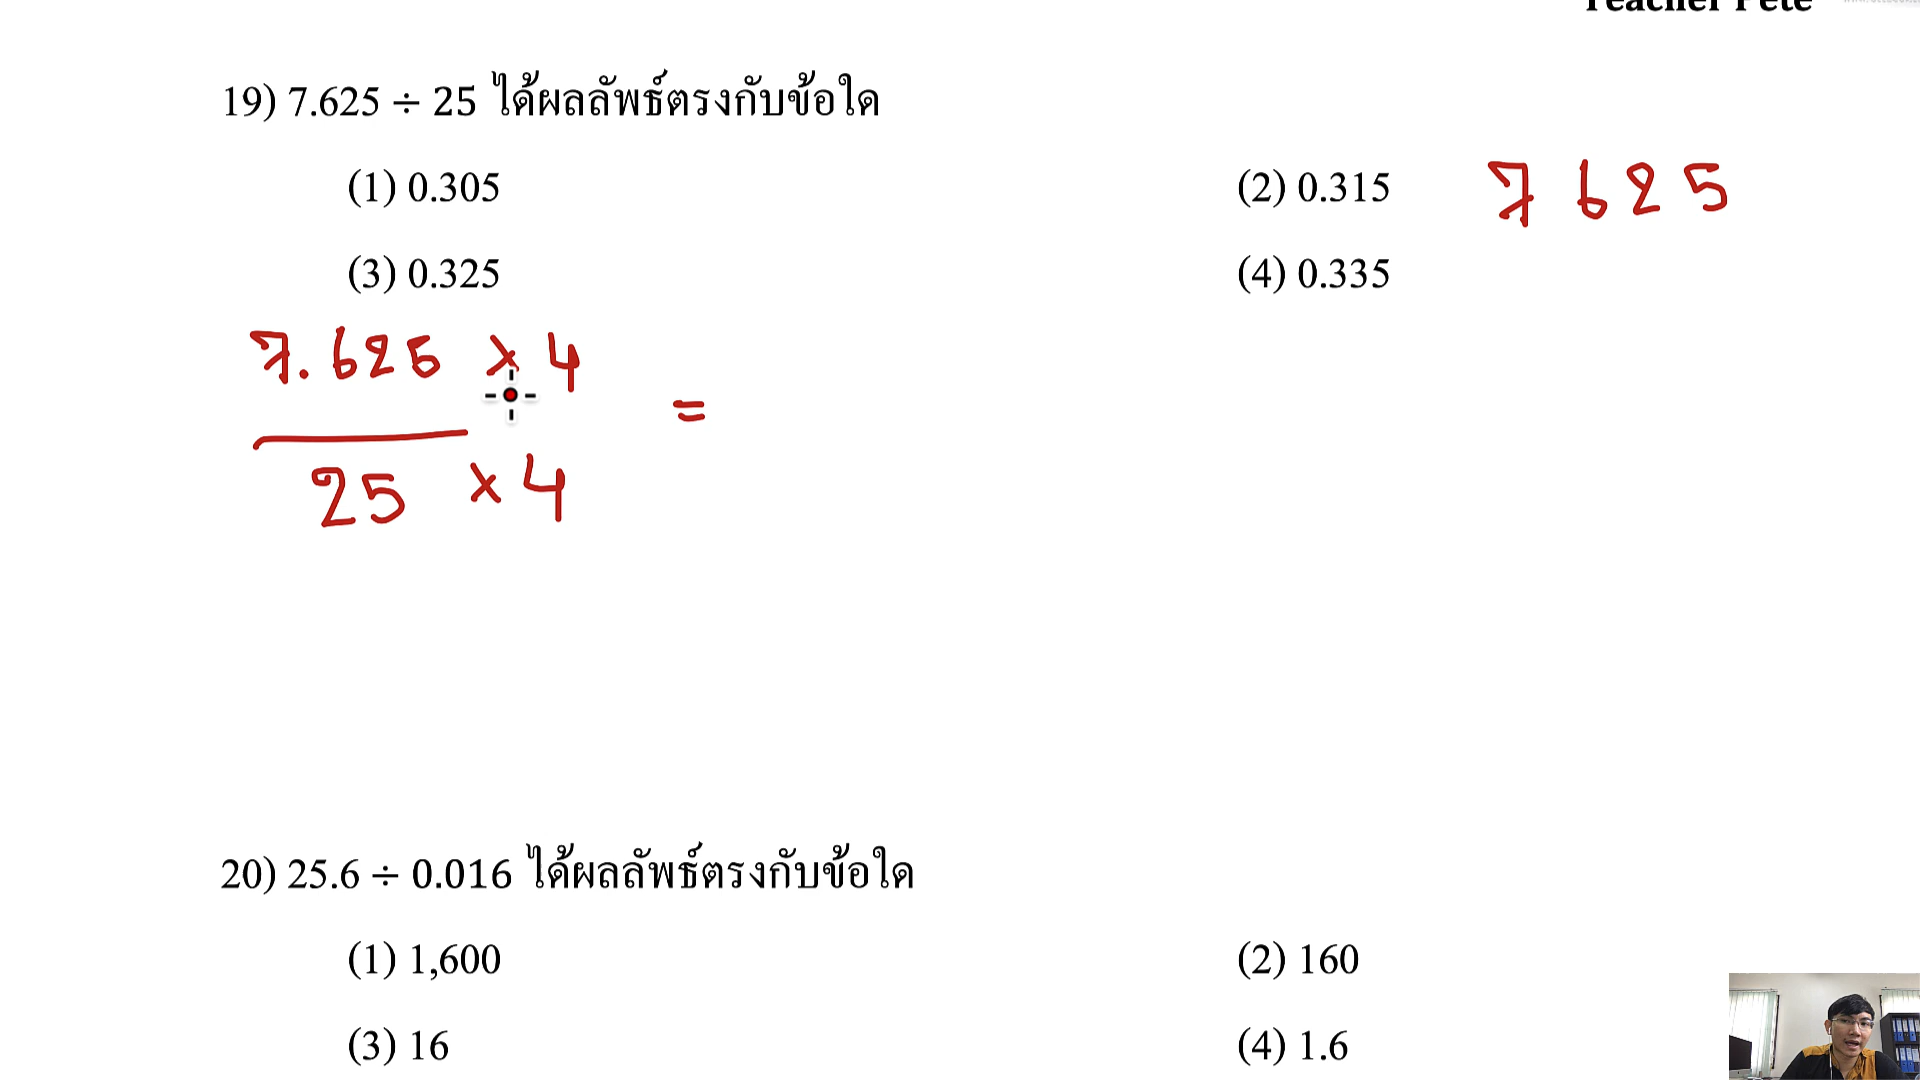 Teacher Pete
19) 7.625 ÷ 25 ได้ผลลัพธ์ตรงกับข้อใด
(1) 0.305
(2) 0.315
7 625
(3) 0.325
(4) 0.335
7.625 × 4
=
25 × 4
20) 25.6 ÷ 0.016 ได้ผลลัพธ์ตรงกับข้อใด
(1) 1,600
(2) 160
(3) 16
(4) 1.6